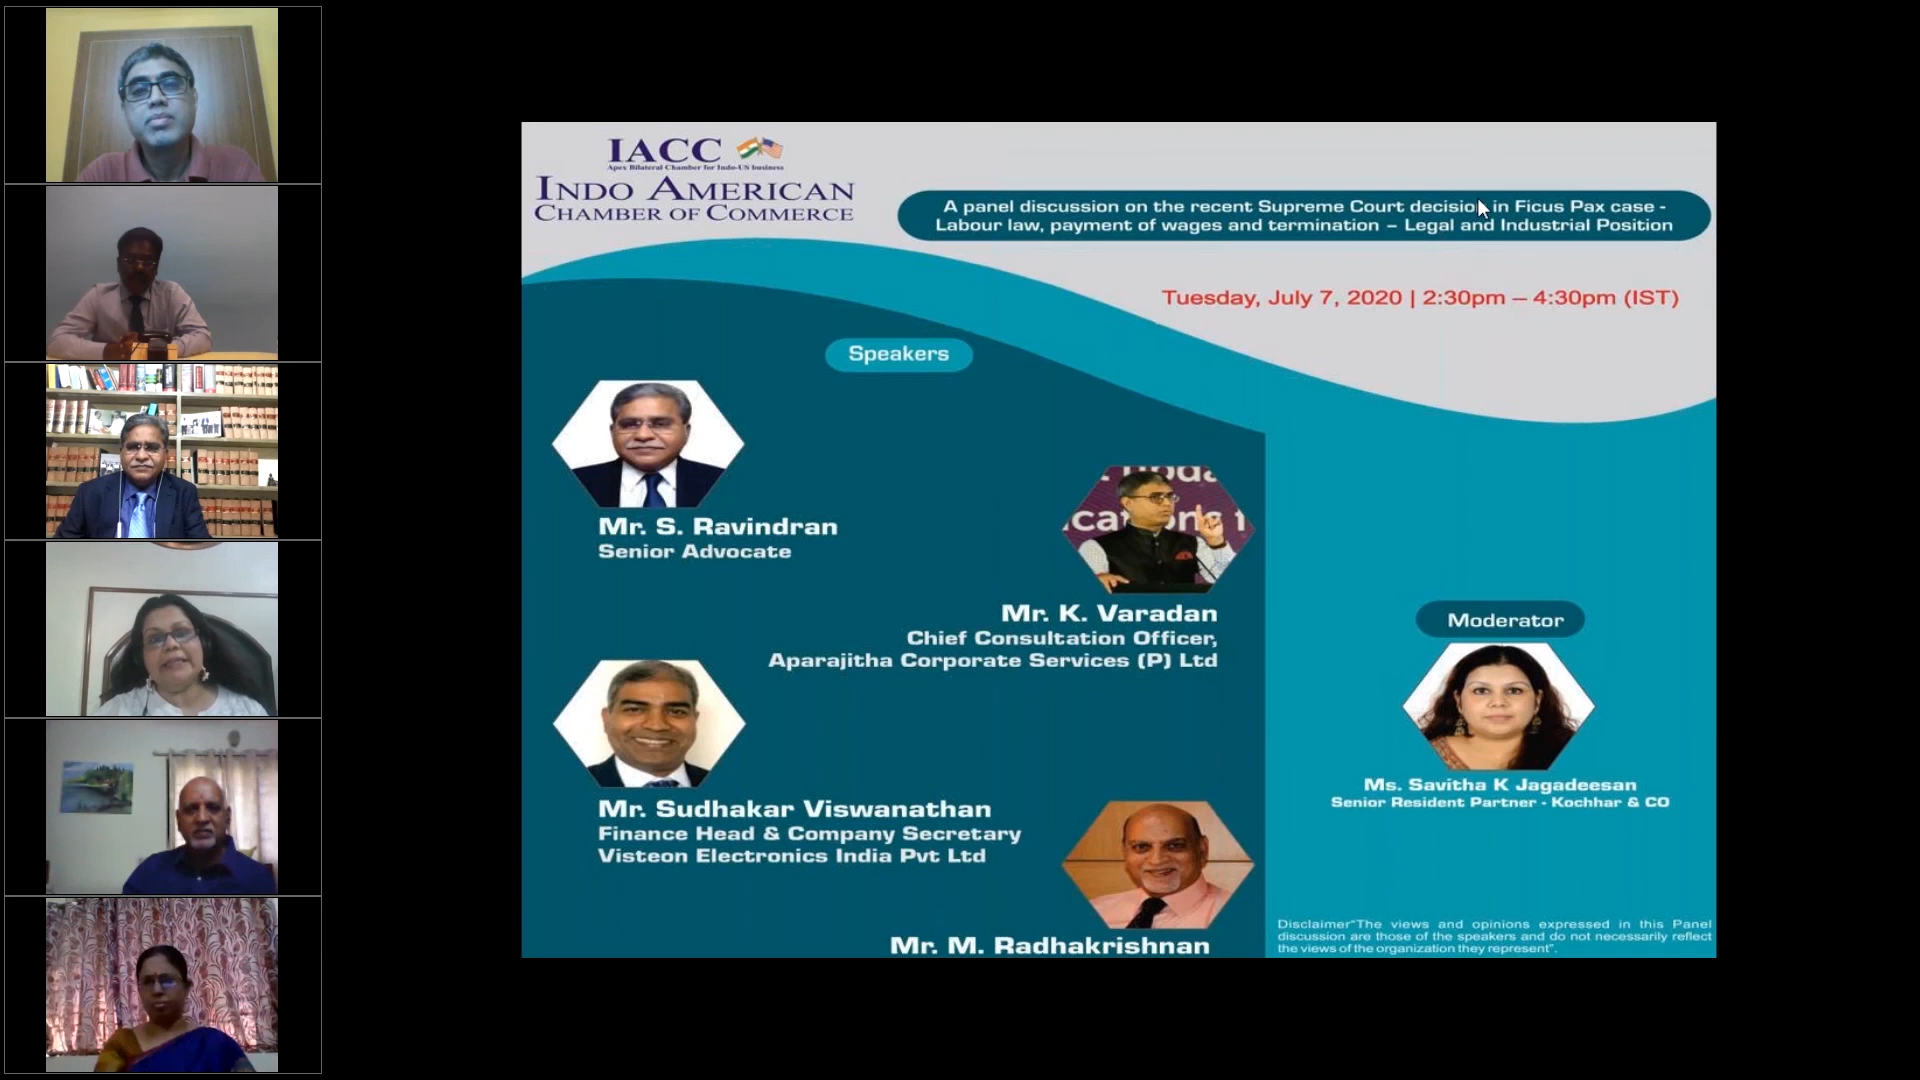 IACC
Apex Bilateral Chamber for Indo-US business
INDO AMERICAN
CHAMBER OF COMMERCE
A panel discussion on the recent Supreme Court decision in Ficus Pax case -
Labour law, payment of wages and termination – Legal and Industrial Position
Tuesday, July 7, 2020 | 2:30pm – 4:30pm (IST)
Speakers
Mr. S. Ravindran
Senior Advocate
Mr. K. Varadan
Chief Consultation Officer,
Aparajitha Corporate Services (P) Ltd
Mr. Sudhakar Viswanathan
Finance Head & Company Secretary
Visteon Electronics India Pvt Ltd
Mr. M. Radhakrishnan
Moderator
Ms. Savitha K Jagadeesan
Senior Resident Partner - Kochhar & CO
Disclaimer“The views and opinions expressed in this Panel
discussion are those of the speakers and do not necessarily reflect
the views of the organization they represent”.